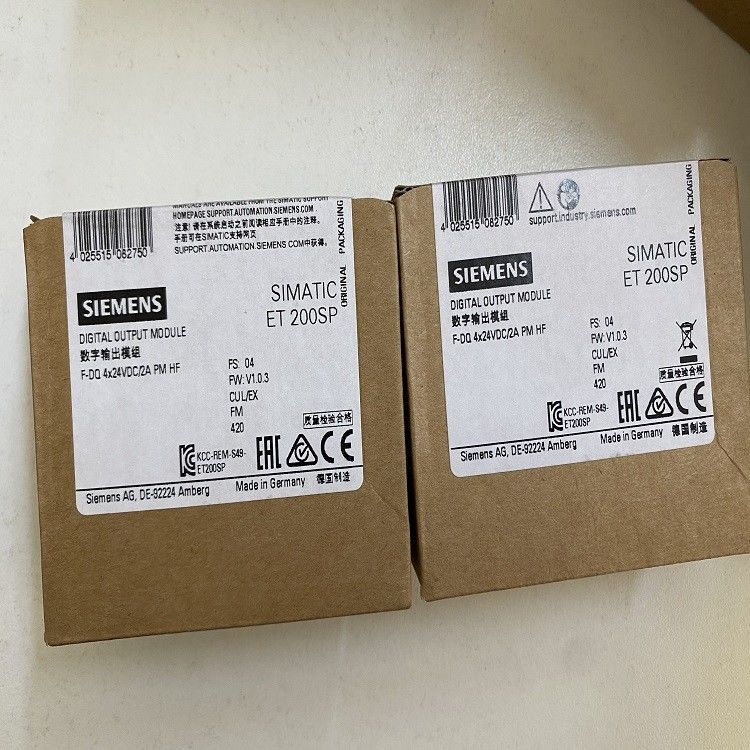 MANUALS ARE AVAILABLE FROM THE SIMATIC SUPPORT
HOMEPAGE SUPPORT.AUTOMATION.SIEMENS.COM
注意!请在系统启动之前阅读相应手册中的注释。
手册可在SIMATIC支持网页
SUPPORT.AUTOMATION.SIEMENS.COM中获得。
4 025515 082750
ORIGINAL PACKAGING
SIEMENS
SIMATIC
ET 200SP
DIGITAL OUTPUT MODULE
数字输出模组
F-DQ 4x24VDC/2A PM HF
FS: 04
FW: V1.0.3
CUL/EX
FM
420
质量检验合格
KCC-REM-S49-
ET200SP
EAC
CE
Siemens AG, DE-92224 Amberg
Made in Germany 德国制造
4 025515 082750
support.industry.siemens.com
ORIGINAL PACKAGING
SIEMENS
SIMATIC
ET 200SP
DIGITAL OUTPUT MODULE
数字输出模组
F-DQ 4x24VDC/2A PM HF
FS: 04
FW: V1.0.3
CUL/EX
FM
420
质量检验合格
KCC-REM-S49-
ET200SP
EAC
CE
Siemens AG, DE-92224 Amberg
Made in Germany 德国制造